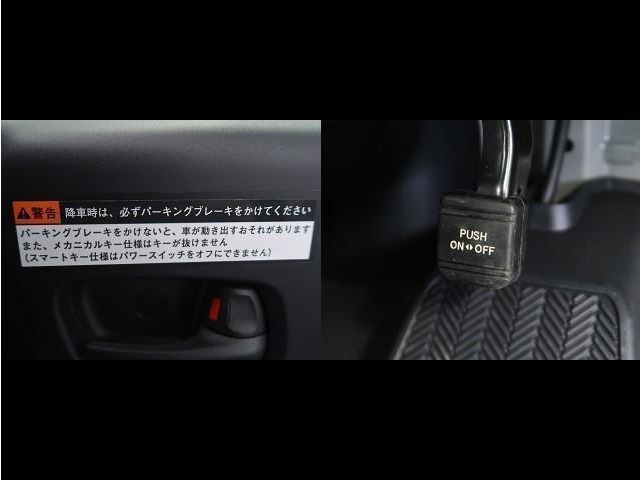 警告 降車時は、必ずパーキングブレーキをかけてください
パーキングブレーキをかけないと、車が動き出すおそれがあります
また、メカニカルキー仕様はキーが抜けません
(スマートキー仕様はパワースイッチをオフにできません)
PUSH
ON↔OFF